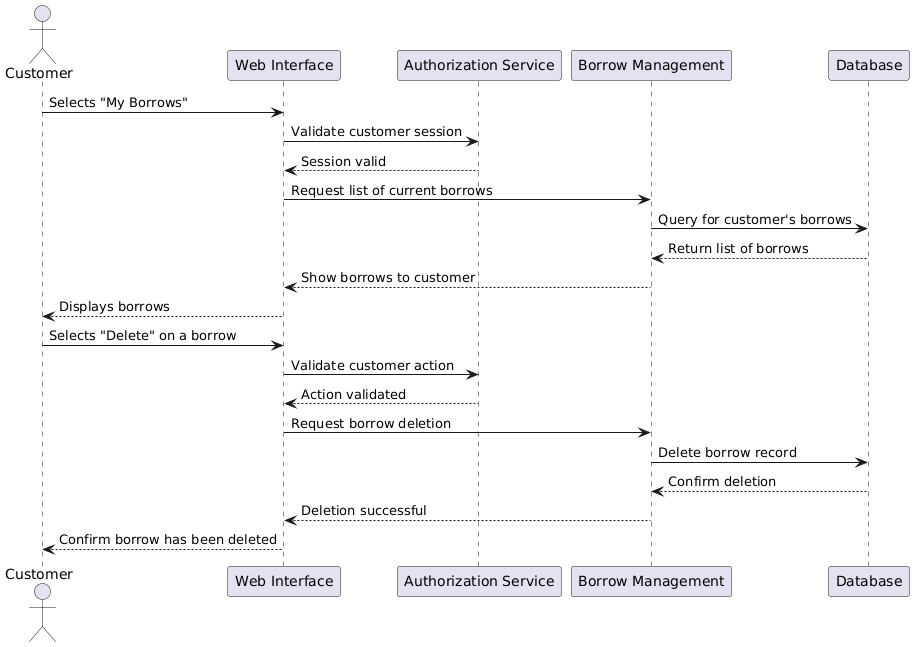 Customer
Web Interface
Authorization Service
Borrow Management
Database
Selects "My Borrows"
Validate customer session
Session valid
Request list of current borrows
Query for customer's borrows
Return list of borrows
Show borrows to customer
Displays borrows
Selects "Delete" on a borrow
Validate customer action
Action validated
Request borrow deletion
Delete borrow record
Confirm deletion
Deletion successful
Confirm borrow has been deleted
Customer
Web Interface
Authorization Service
Borrow Management
Database